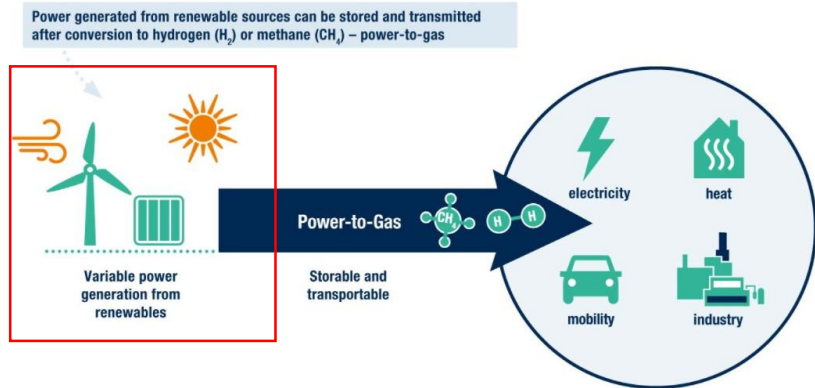 Power generated from renewable sources can be stored and transmitted
after conversion to hydrogen (H₂) or methane (CH₄) – power-to-gas
electricity
heat
Power-to-Gas
CH₄
H
H
Variable power
generation from
renewables
Storable and
transportable
mobility
industry